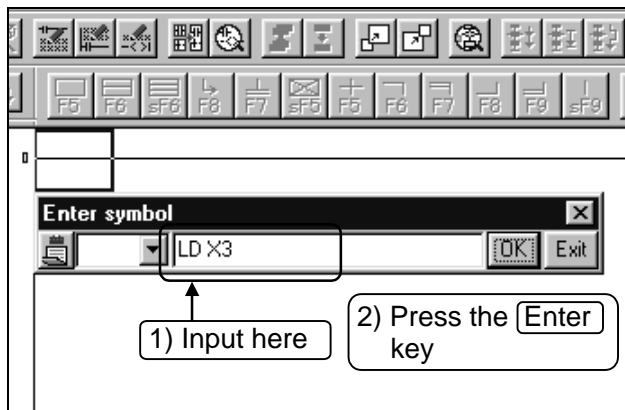 F5 F6 sF6 F8 F7 sF5 F5 F6 F7 F8 F9 sF9
0
Enter symbol
LD X3 OK Exit
1) Input here
2) Press the Enter
key